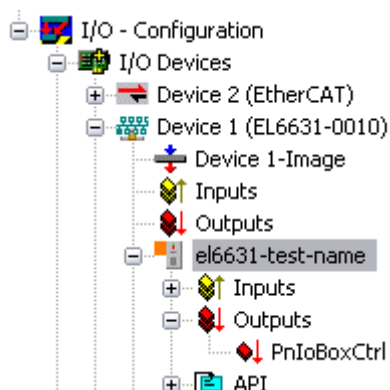 I/O - Configuration
I/O Devices
Device 2 (EtherCAT)
Device 1 (EL6631-0010)
Device 1-Image
Inputs
Outputs
el6631-test-name
Inputs
Outputs
PnIoBoxCtrl
API